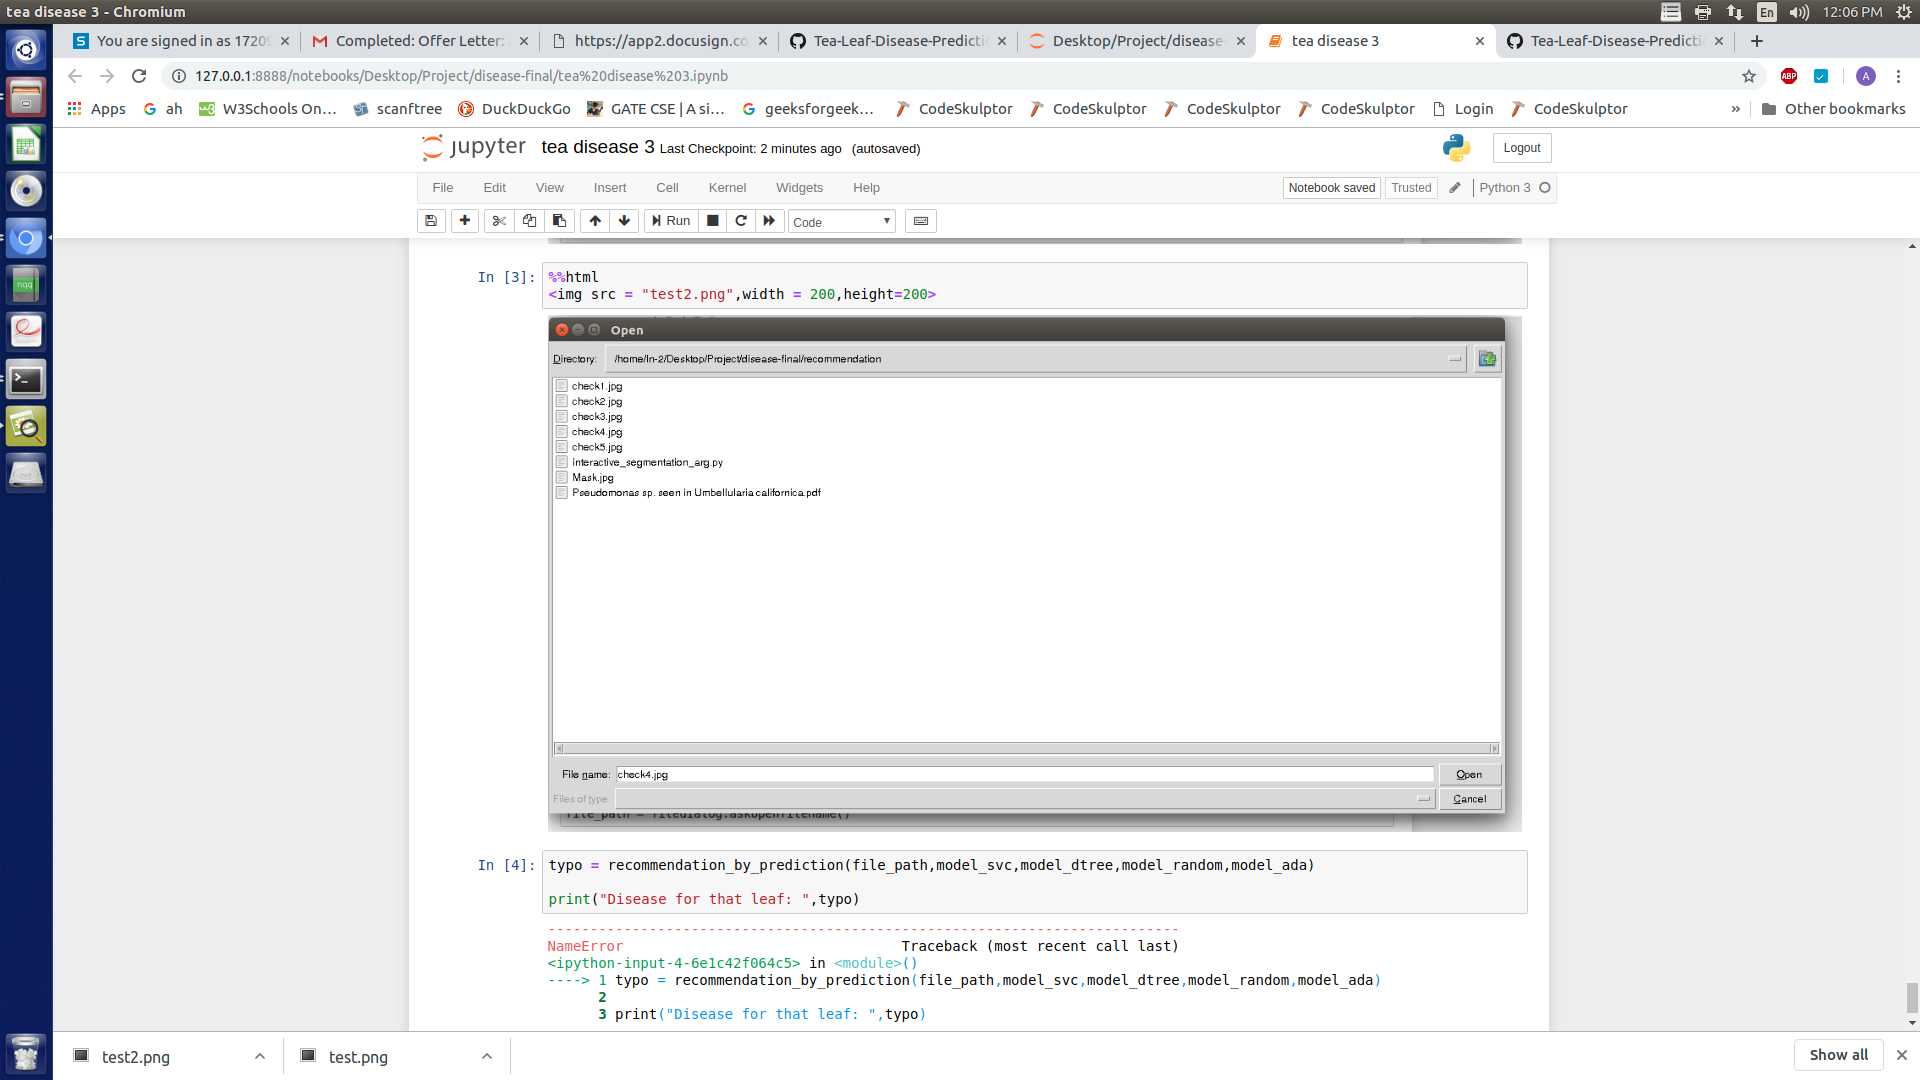 tea disease 3 - Chromium
En
12:06 PM
You are signed in as 1720
Completed: Offer Letter:
https://app2.docusign.co
Tea-Leaf-Disease-Predicti
Desktop/Project/disease-
tea disease 3
Tea-Leaf-Disease-Predicti
127.0.0.1:8888/notebooks/Desktop/Project/disease-final/tea%20disease%203.ipynb
ABP
A
Apps
ah
W3Schools On...
scanftree
DuckDuckGo
GATE CSE | A si...
geeksforgeek...
CodeSkulptor
CodeSkulptor
CodeSkulptor
CodeSkulptor
Login
CodeSkulptor
»
Other bookmarks
jupyter
tea disease 3 Last Checkpoint: 2 minutes ago (autosaved)
Logout
File
Edit
View
Insert
Cell
Kernel
Widgets
Help
Notebook saved
Trusted
Python 3
Run
Code
In [3]:
%%html
<img src = "test2.png",width = 200,height=200>
Open
Directory:
/home/ln-2/Desktop/Project/disease-final/recommendation
check1.jpg
check2.jpg
check3.jpg
check4.jpg
check5.jpg
interactive_segmentation_arg.py
Mask.jpg
Pseudomonas sp. seen in Umbellularia californica.pdf
File name:
check4.jpg
Open
Files of type:
Cancel
file_path = filedialog.askopenfilename()
In [4]:
typo = recommendation_by_prediction(file_path,model_svc,model_dtree,model_random,model_ada)
print("Disease for that leaf: ",typo)
---------------------------------------------------------------------------
NameError                                 Traceback (most recent call last)
<ipython-input-4-6e1c42f064c5> in <module>()
----> 1 typo = recommendation_by_prediction(file_path,model_svc,model_dtree,model_random,model_ada)
2
3 print("Disease for that leaf: ",typo)
nqq
test2.png
test.png
Show all